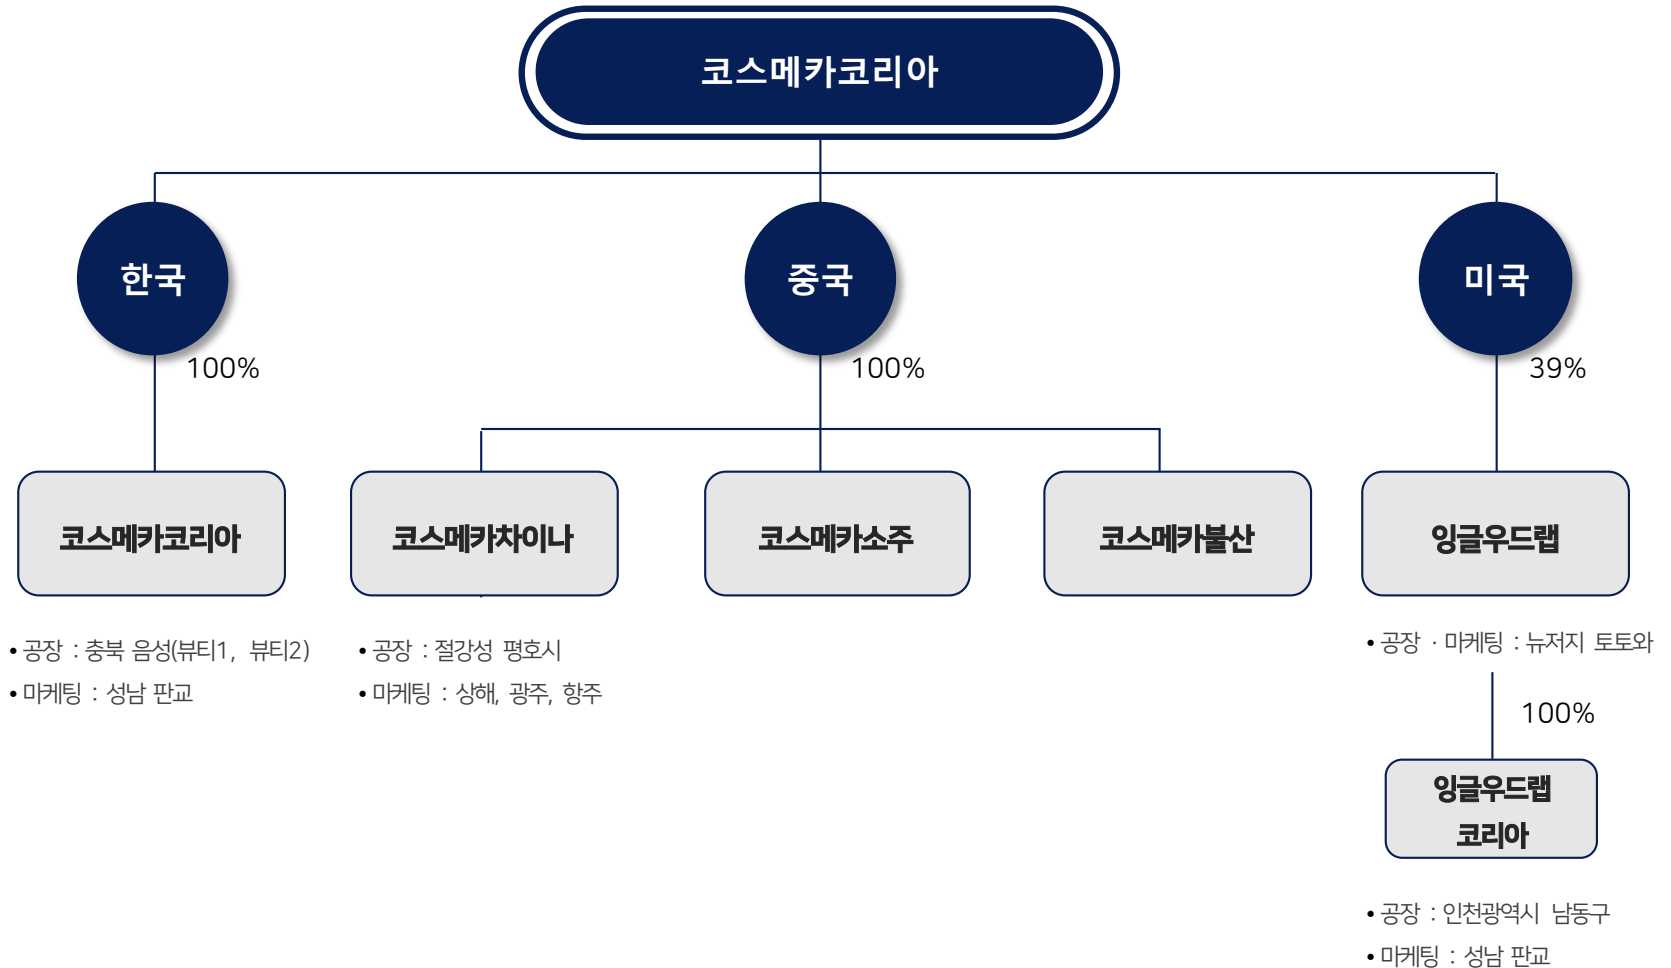 코스메카코리아
한국
중국
미국
100%
100%
39%
코스메카코리아
코스메카차이나
코스메카소주
코스메카불산
잉글우드랩
• 공장 : 충북 음성(뷰티1, 뷰티2)
• 마케팅 : 성남 판교
• 공장 : 절강성 평호시
• 마케팅 : 상해, 광주, 항주
• 공장 · 마케팅 : 뉴저지 토토와
100%
잉글우드랩
코리아
• 공장 : 인천광역시 남동구
• 마케팅 : 성남 판교